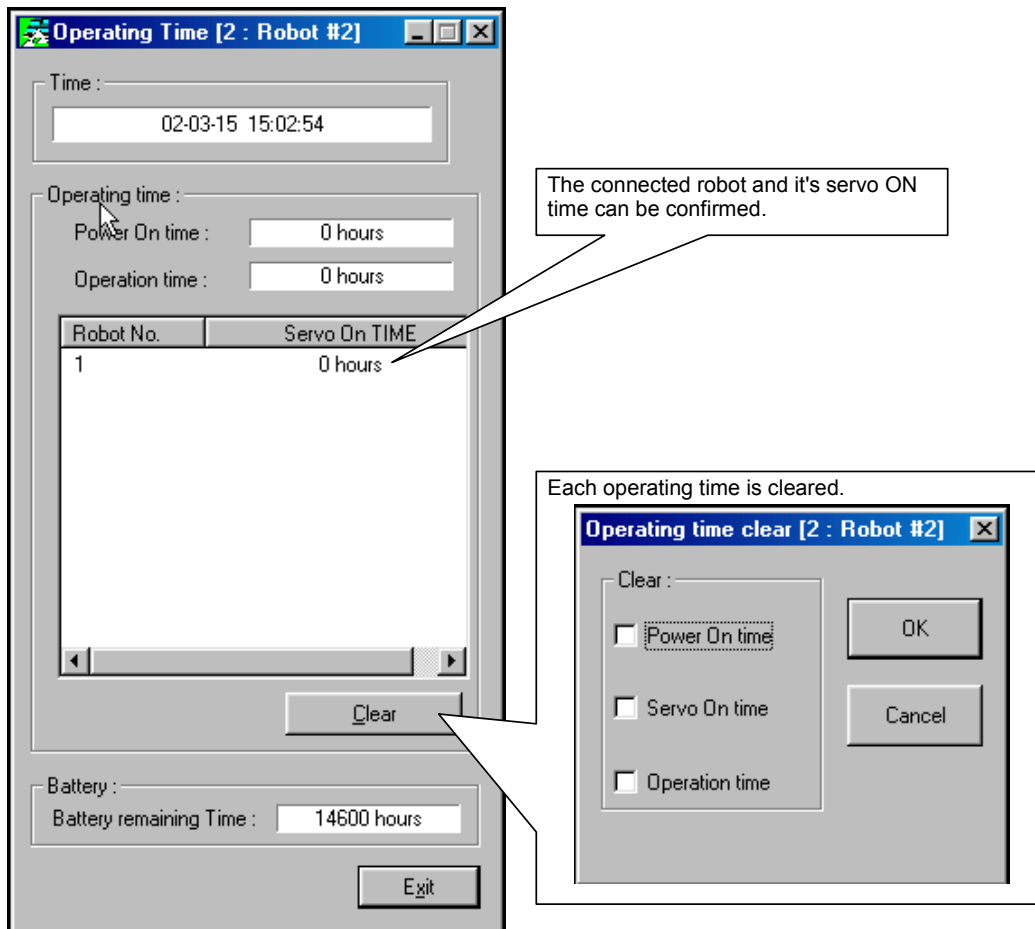 Operating Time [2 : Robot #2]
Time :
02-03-15 15:02:54
Operating time :
Power On time :
0 hours
Operation time :
0 hours
Robot No.
Servo On TIME
1
0 hours
Clear
Battery :
Battery remaining Time :
14600 hours
Exit
The connected robot and it's servo ON
time can be confirmed.
Each operating time is cleared.
Operating time clear [2 : Robot #2]
Clear :
Power On time
Servo On time
Operation time
OK
Cancel